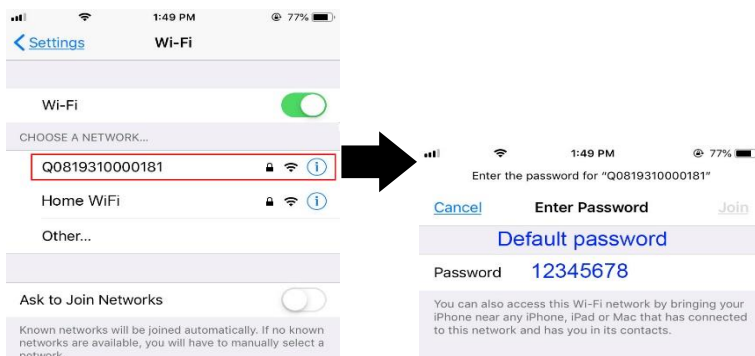 1:49 PM
77%
Settings
Wi-Fi
Wi-Fi
CHOOSE A NETWORK...
Q0819310000181
Home WiFi
Other...
Ask to Join Networks
Known networks will be joined automatically. If no known
networks are available, you will have to manually select a
network.
1:49 PM
77%
Enter the password for "Q0819310000181"
Cancel
Enter Password
Join
Default password
Password 12345678
You can also access this Wi-Fi network by bringing your
iPhone near any iPhone, iPad or Mac that has connected
to this network and has you in its contacts.